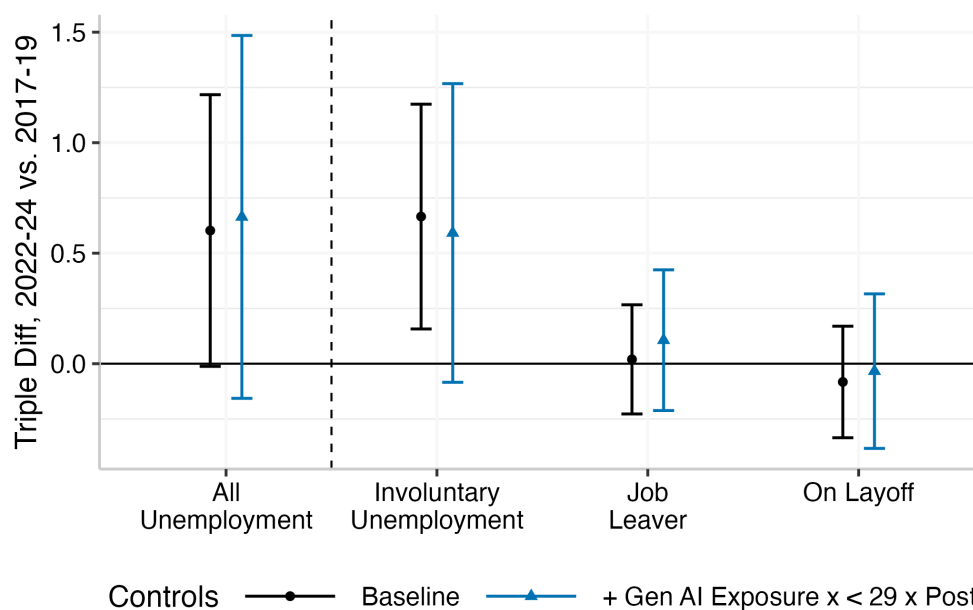 Triple Diff, 2022-24 vs. 2017-19
1.5
1.0
0.5
0.0
All
Unemployment
Involuntary
Unemployment
Job
Leaver
On Layoff
Controls
Baseline
+ Gen AI Exposure x < 29 x Post